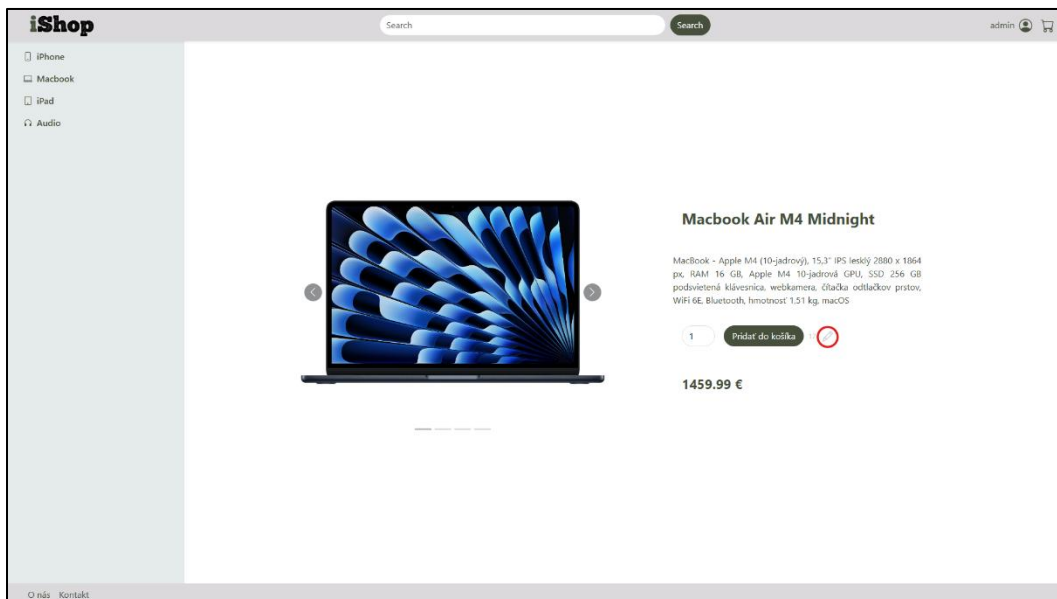 iShop
Search
Search
admin
iPhone
Macbook
iPad
Audio
Macbook Air M4 Midnight
MacBook - Apple M4 (10-jadrový), 15,3" IPS lesklý 2880 x 1864
px, RAM 16 GB, Apple M4 10-jadrová GPU, SSD 256 GB
podsvietená klávesnica, webkamera, čítačka odtlačkov prstov,
WiFi 6E, Bluetooth, hmotnosť 1,51 kg, macOS
1
Pridať do košíka
1459.99 €
O nás Kontakt